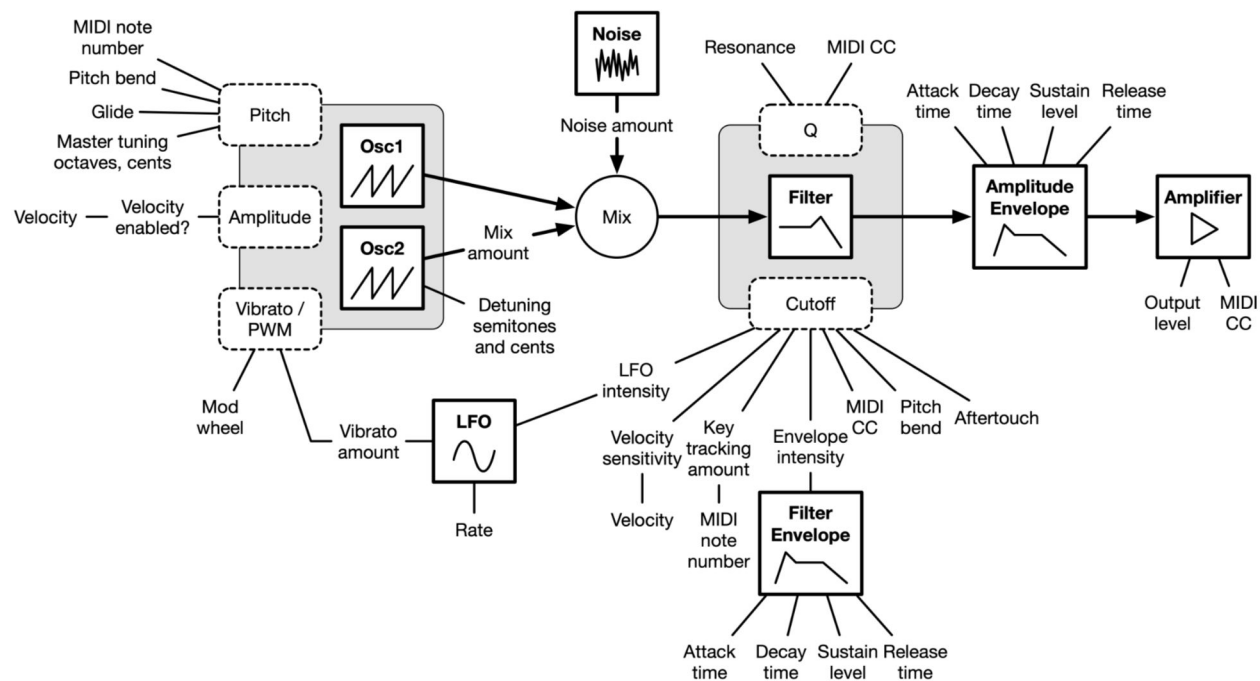 MIDI note
number
Pitch bend
Glide
Master tuning
octaves, cents
Pitch
Velocity
Velocity
enabled?
Amplitude
Vibrato /
PWM
Mod
wheel
Osc1
Osc2
Mix
amount
Detuning
semitones
and cents
Noise
Noise amount
Mix
Vibrato
amount
LFO
Rate
LFO
intensity
Resonance
MIDI CC
Q
Filter
Cutoff
Velocity
sensitivity
Velocity
Key
tracking
amount
MIDI
note
number
Envelope
intensity
MIDI
CC
Pitch
bend
Aftertouch
Filter
Envelope
Attack
time
Decay
time
Sustain
level
Release
time
Attack
time
Decay
time
Sustain
level
Release
time
Amplitude
Envelope
Amplifier
Output
level
MIDI
CC